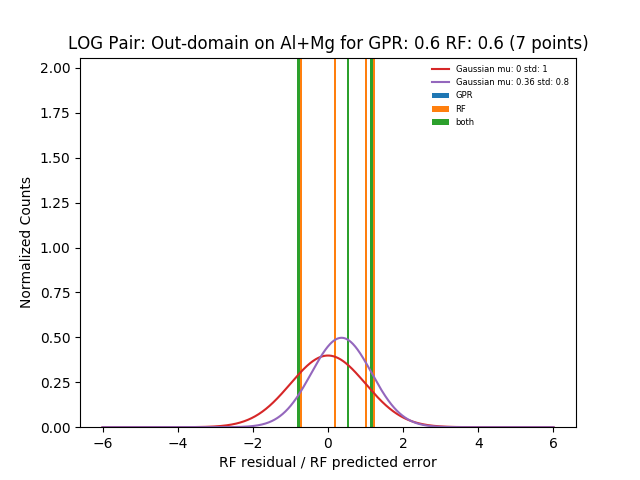 LOG Pair: Out-domain on Al+Mg for GPR: 0.6 RF: 0.6 (7 points)
Gaussian mu: 0 std: 1
Gaussian mu: 0.36 std: 0.8
GPR
RF
both
Normalized Counts
2.00
1.75
1.50
1.25
1.00
0.75
0.50
0.25
0.00
−6 −4 −2 0 2 4 6
RF residual / RF predicted error